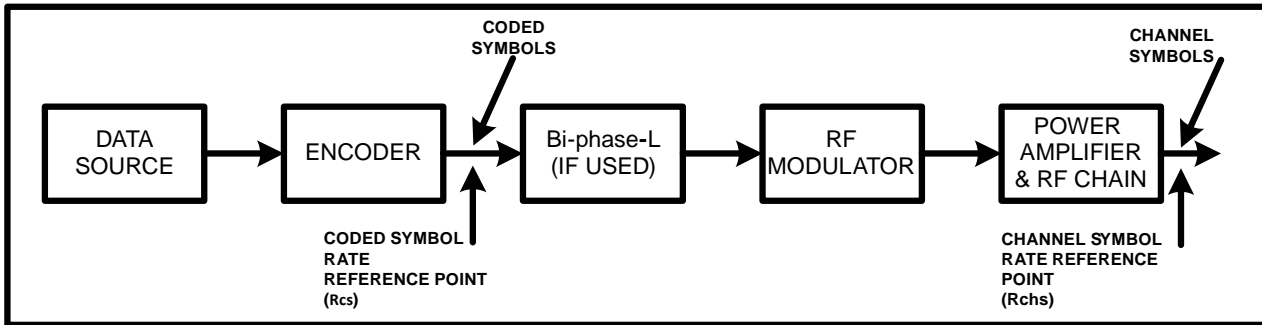 CODED
SYMBOLS
CHANNEL
SYMBOLS
DATA
SOURCE
ENCODER
Bi-phase-L
(IF USED)
RF
MODULATOR
POWER
AMPLIFIER
& RF CHAIN
CODED SYMBOL
RATE
REFERENCE POINT
(Rcs)
CHANNEL SYMBOL
RATE REFERENCE
POINT
(Rchs)